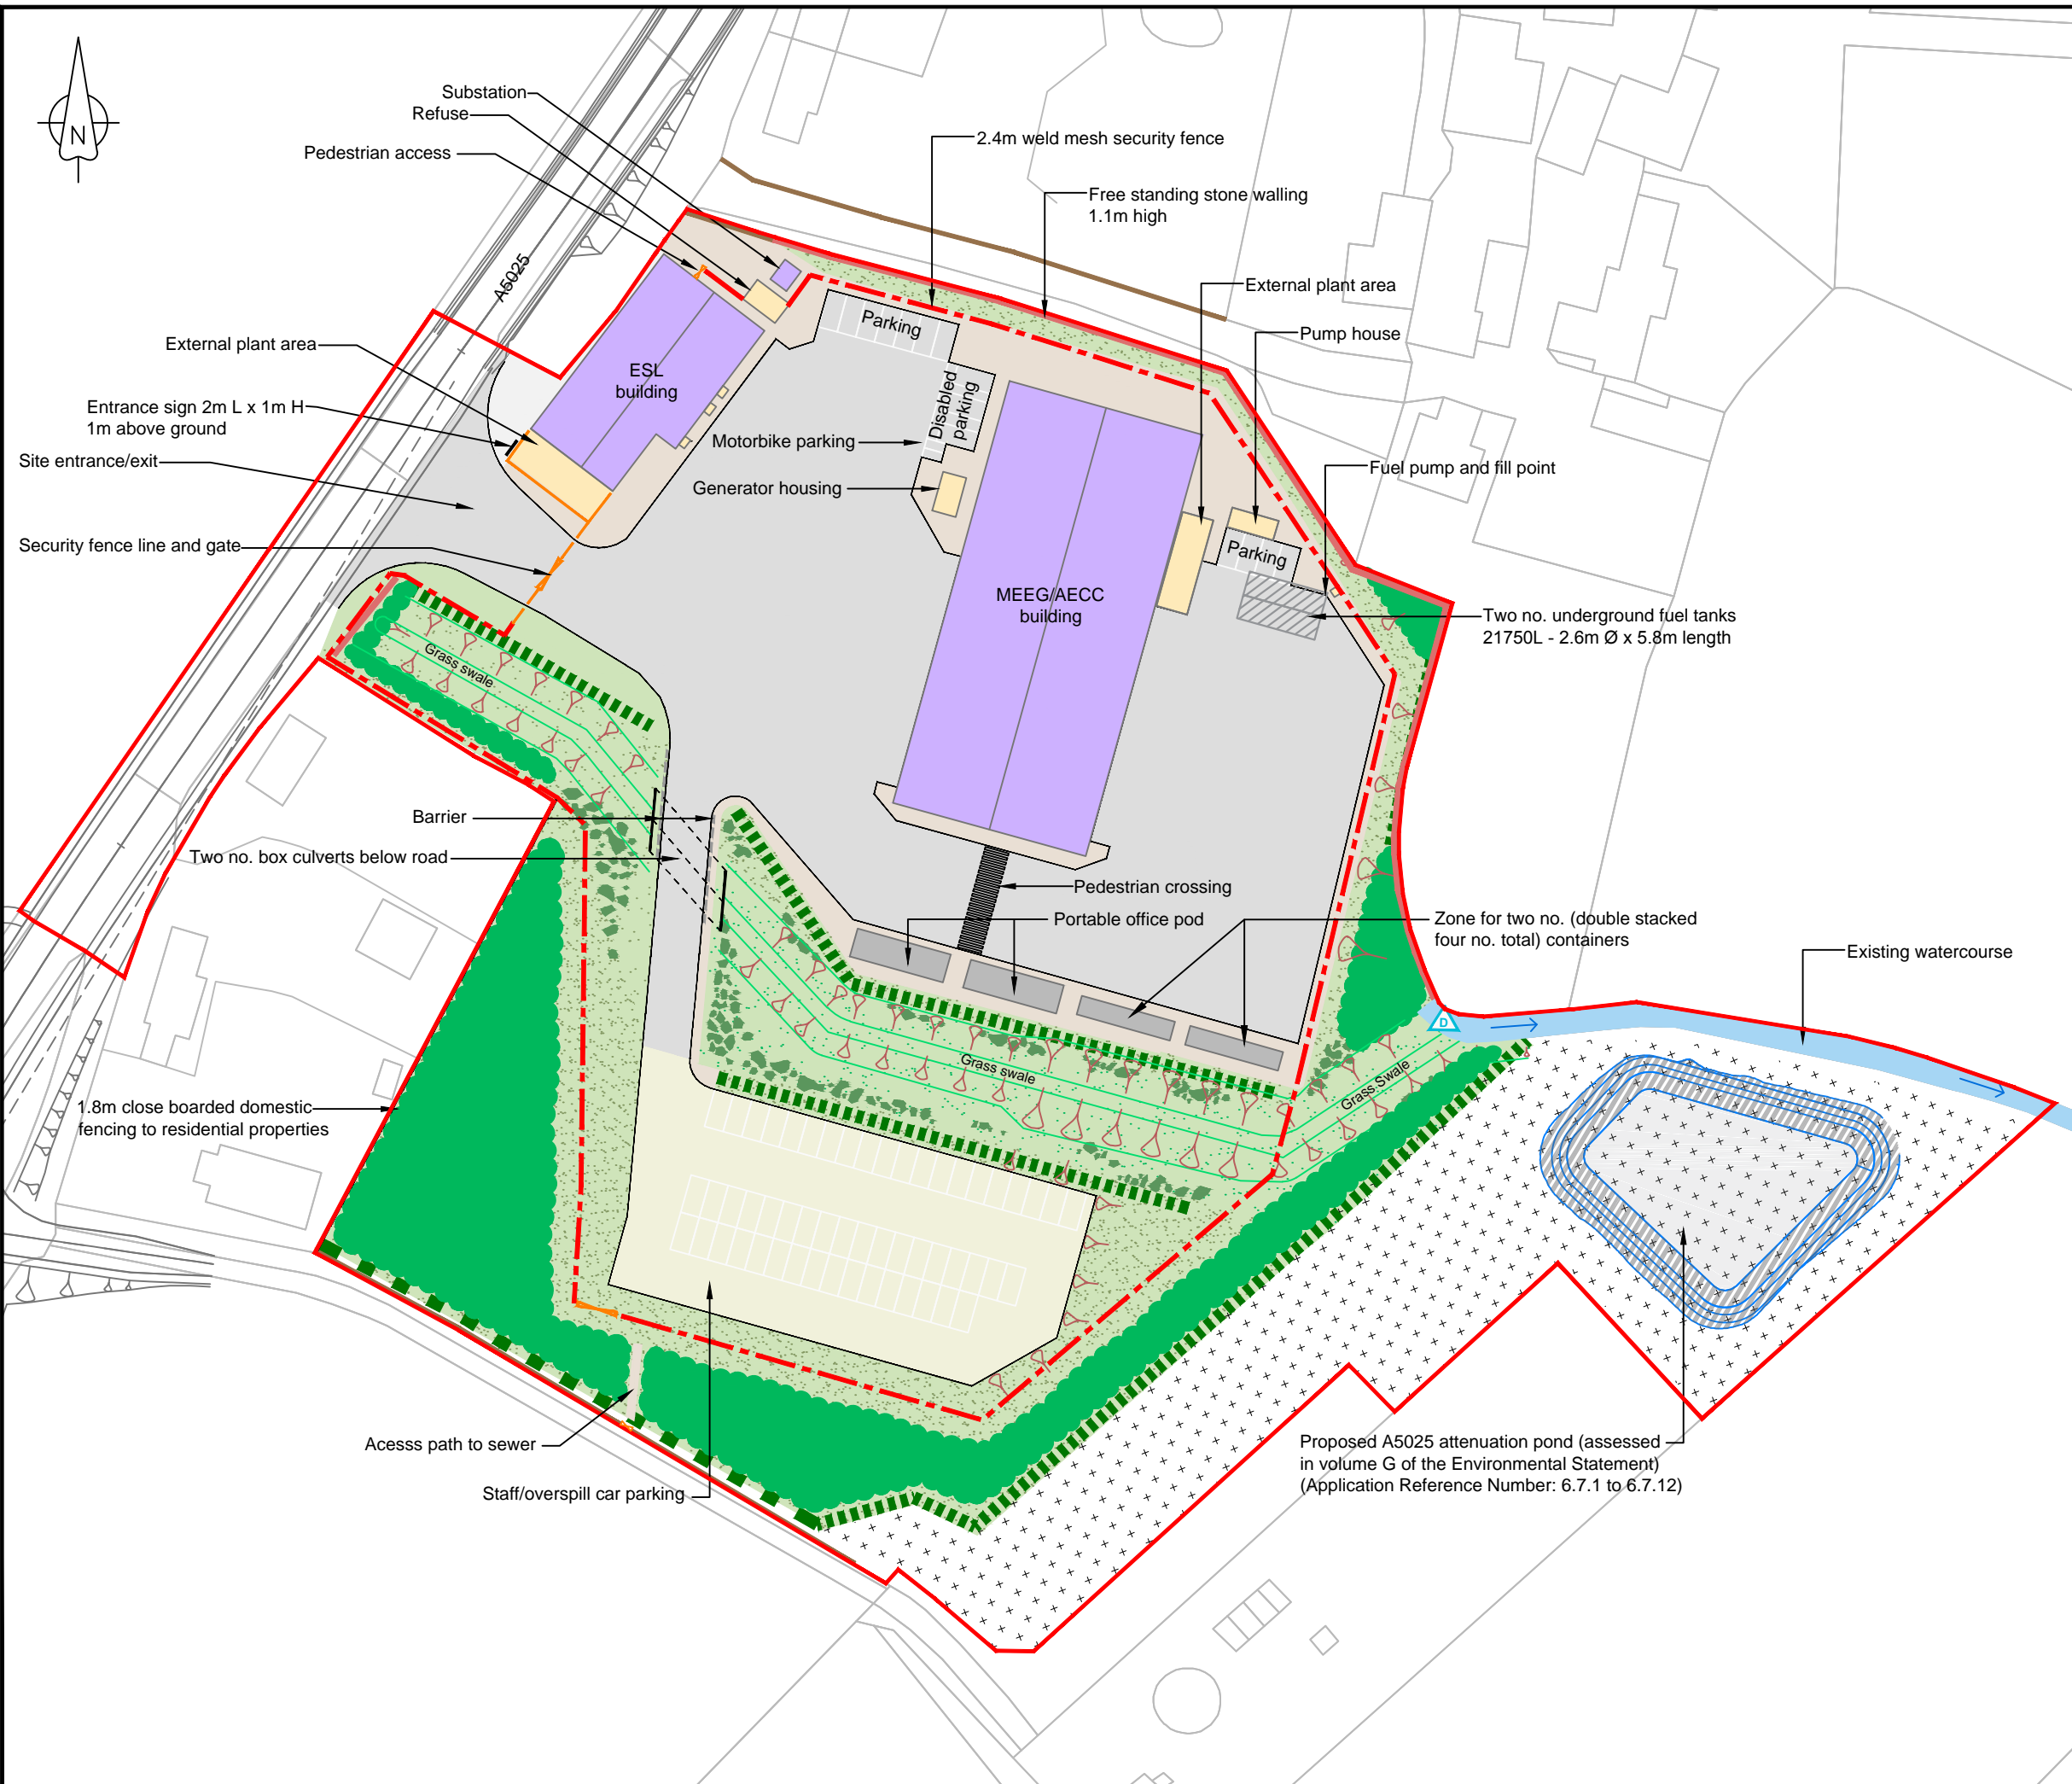 Substation
Refuse
Pedestrian access
2.4m weld mesh security fence
Free standing stone walling
1.1m high
N
A5025
External plant area
External plant area
Pump house
Parking
ESL
building
Entrance sign 2m L x 1m H
1m above ground
Disabled
parking
Motorbike parking
Site entrance/exit
Fuel pump and fill point
Generator housing
Security fence line and gate
Parking
MEEG/AECC
building
Two no. underground fuel tanks
21750L - 2.6m Ø x 5.8m length
Grass swale
Barrier
Two no. box culverts below road
Pedestrian crossing
Portable office pod
Zone for two no. (double stacked
four no. total) containers
Existing watercourse
D
Grass swale
Grass Swale
1.8m close boarded domestic
fencing to residential properties
Acesss path to sewer
Staff/overspill car parking
Proposed A5025 attenuation pond (assessed
in volume G of the Environmental Statement)
(Application Reference Number: 6.7.1 to 6.7.12)